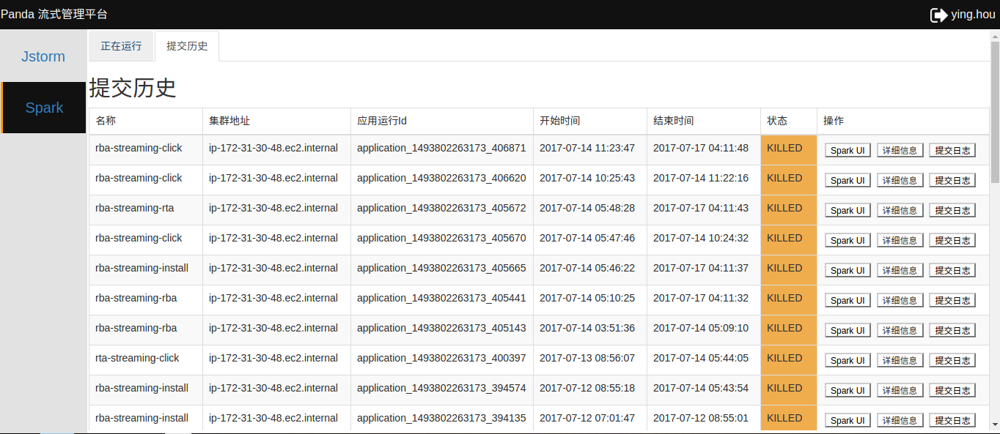 Panda 流式管理平台 ying.hou
Jstorm
Spark
正在运行 提交历史
提交历史
名称 集群地址 应用运行Id 开始时间 结束时间 状态 操作
rba-streaming-click ip-172-31-30-48.ec2.internal application_1493802263173_406871 2017-07-14 11:23:47 2017-07-17 04:11:48 KILLED Spark UI 详细信息 提交日志
rba-streaming-click ip-172-31-30-48.ec2.internal application_1493802263173_406620 2017-07-14 10:25:43 2017-07-14 11:22:16 KILLED Spark UI 详细信息 提交日志
rba-streaming-rta ip-172-31-30-48.ec2.internal application_1493802263173_405672 2017-07-14 05:48:28 2017-07-17 04:11:43 KILLED Spark UI 详细信息 提交日志
rba-streaming-click ip-172-31-30-48.ec2.internal application_1493802263173_405670 2017-07-14 05:47:46 2017-07-14 10:24:32 KILLED Spark UI 详细信息 提交日志
rba-streaming-install ip-172-31-30-48.ec2.internal application_1493802263173_405665 2017-07-14 05:46:22 2017-07-17 04:11:37 KILLED Spark UI 详细信息 提交日志
rba-streaming-rba ip-172-31-30-48.ec2.internal application_1493802263173_405441 2017-07-14 05:10:25 2017-07-17 04:11:32 KILLED Spark UI 详细信息 提交日志
rba-streaming-rba ip-172-31-30-48.ec2.internal application_1493802263173_405143 2017-07-14 03:51:36 2017-07-14 05:09:10 KILLED Spark UI 详细信息 提交日志
rta-streaming-click ip-172-31-30-48.ec2.internal application_1493802263173_400397 2017-07-13 08:56:07 2017-07-14 05:44:05 KILLED Spark UI 详细信息 提交日志
rba-streaming-install ip-172-31-30-48.ec2.internal application_1493802263173_394574 2017-07-12 08:55:18 2017-07-14 05:43:54 KILLED Spark UI 详细信息 提交日志
rba-streaming-install ip-172-31-30-48.ec2.internal application_1493802263173_394135 2017-07-12 07:01:47 2017-07-12 08:55:01 KILLED Spark UI 详细信息 提交日志